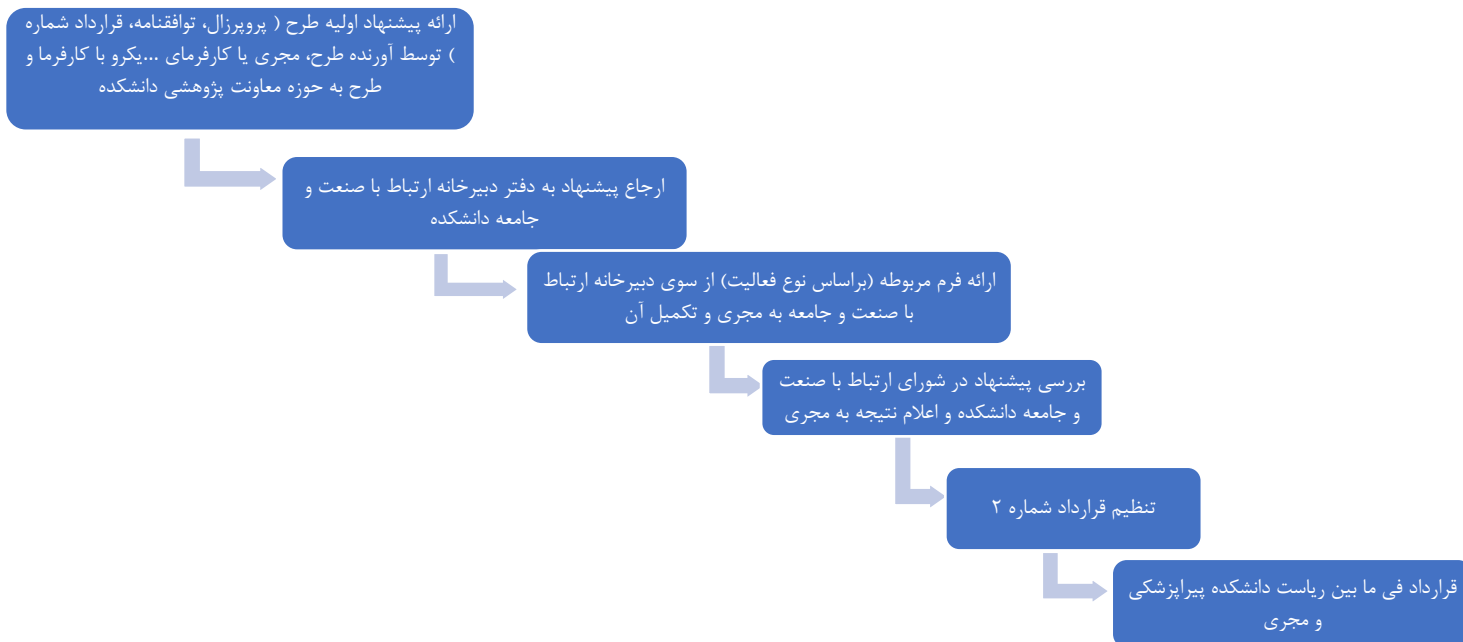 ارائه پیشنهاد اولیه طرح ( پروپرزال، توافقنامه، قرارداد شماره
یکرو با کارفرما و... ) توسط آورنده طرح، مجری یا کارفرمای
طرح به حوزه معاونت پژوهشی دانشکده
ارجاع پیشنهاد به دفتر دبیرخانه ارتباط با صنعت و
جامعه دانشکده
ارائه فرم مربوطه (براساس نوع فعالیت) از سوی دبیرخانه ارتباط
با صنعت و جامعه به مجری و تکمیل آن
بررسی پیشنهاد در شورای ارتباط با صنعت
و جامعه دانشکده و اعلام نتیجه به مجری
تنظیم قرارداد شماره ۲
قرارداد فی ما بین ریاست دانشکده پیراپزشکی
و مجری